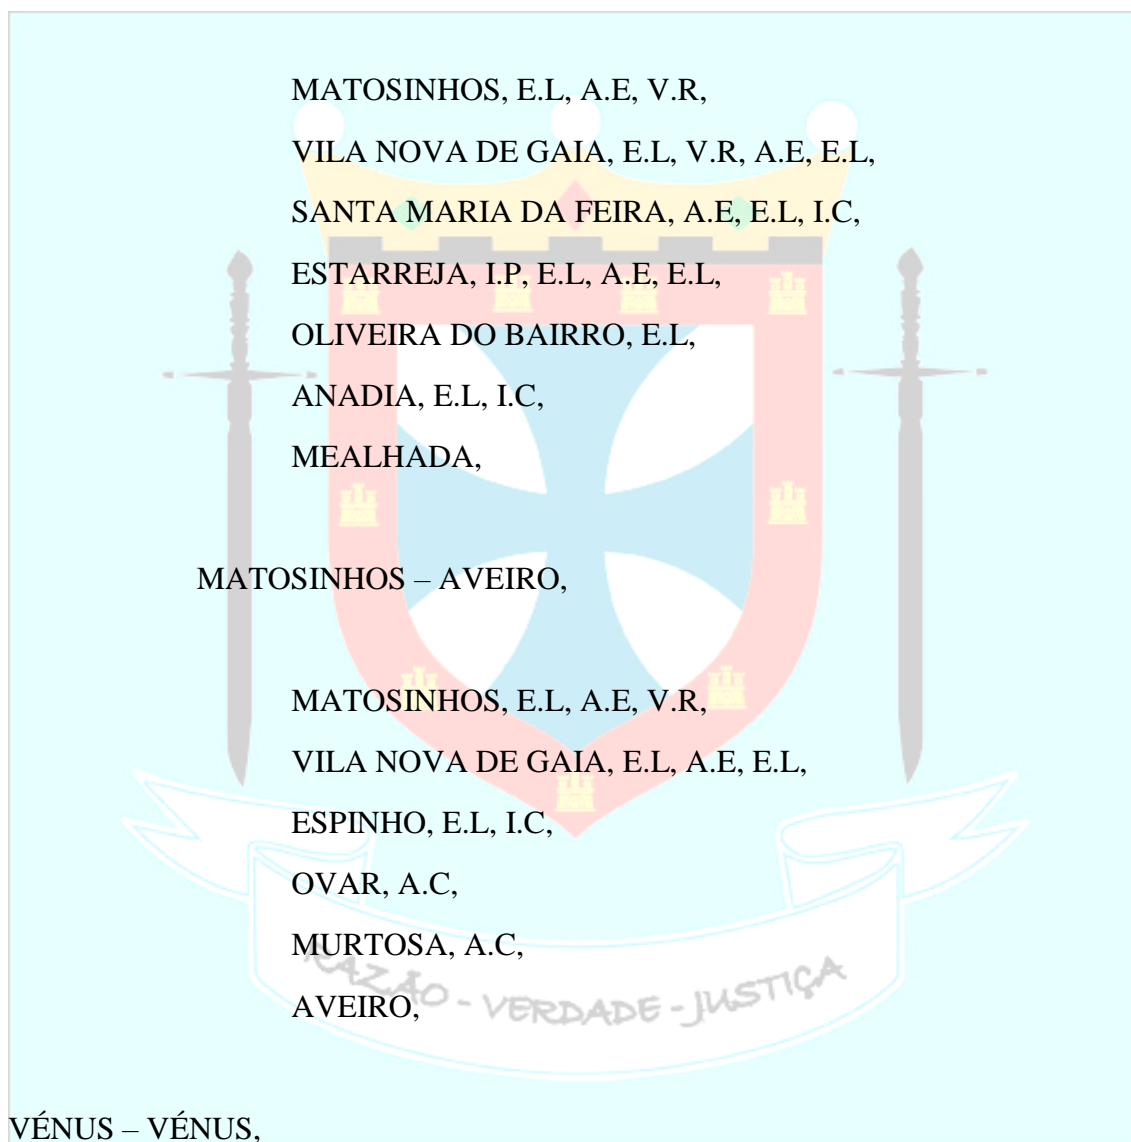 MATOSINHOS, E.L, A.E, V.R,
VILA NOVA DE GAIA, E.L, V.R, A.E, E.L,
SANTA MARIA DA FEIRA, A.E, E.L, I.C,
ESTARREJA, I.P, E.L, A.E, E.L,
OLIVEIRA DO BAIRRO, E.L,
ANADIA, E.L, I.C,
MEALHADA,
MATOSINHOS – AVEIRO,
MATOSINHOS, E.L, A.E, V.R,
VILA NOVA DE GAIA, E.L, A.E, E.L,
ESPINHO, E.L, I.C,
OVAR, A.C,
MURTOSA, A.C,
AVEIRO,
RAZÃO - VERDADE - JUSTIÇA
VÉNUS – VÉNUS,